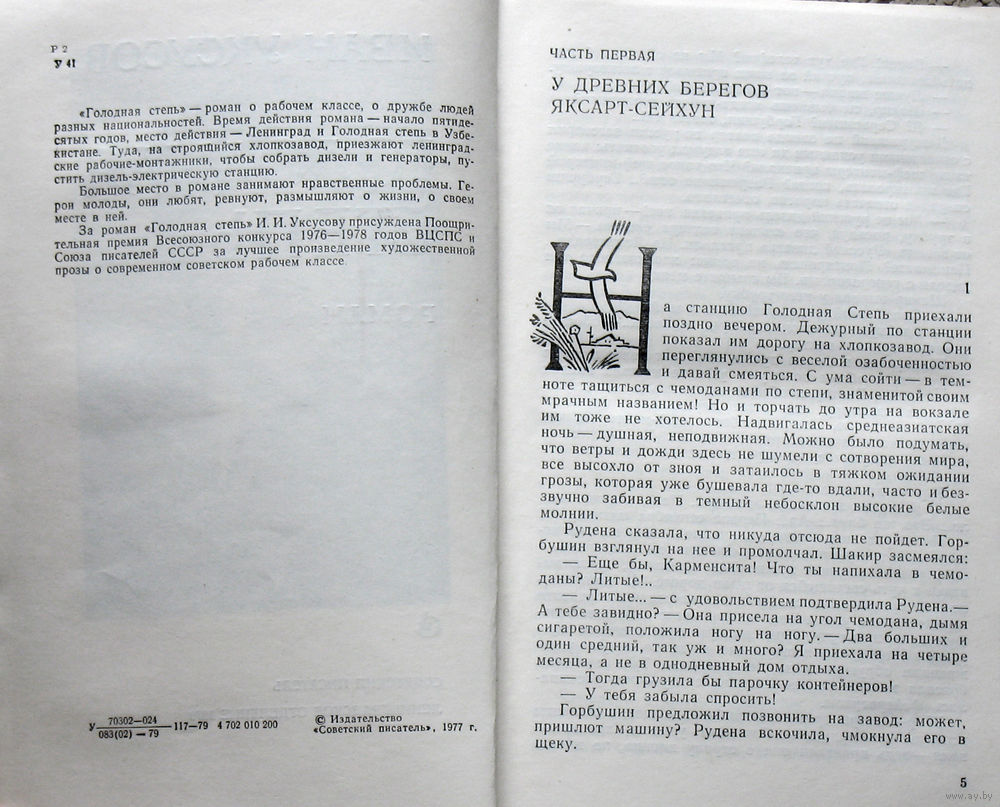 Р 2
У 41
«Голодная степь» — роман о рабочем классе, о дружбе людей
разных национальностей. Время действия романа — начало пятиде-
сятых годов, место действия — Ленинград и Голодная степь в Узбе-
кистане. Туда, на строящийся хлопкозавод, приезжают ленинград-
ские рабочие-монтажники, чтобы собрать дизели и генераторы, пу-
стить дизель-электрическую станцию.
Большое место в романе занимают нравственные проблемы. Ге-
рои молоды, они любят, ревнуют, размышляют о жизни, о своем
месте в ней.
За роман «Голодная степь» И. И. Уксусову присуждена Поощри-
тельная премия Всесоюзного конкурса 1976—1978 годов ВЦСПС и
Союза писателей СССР за лучшее произведение художественной
прозы о современном советском рабочем классе.
У 70302—024 / 083(02)—79 117—79 4 702 010 200
© Издательство
«Советский писатель», 1977 г.
ЧАСТЬ ПЕРВАЯ
У ДРЕВНИХ БЕРЕГОВ
ЯКСАРТ-СЕЙХУН
1
На станцию Голодная Степь приехали
поздно вечером. Дежурный по станции
показал им дорогу на хлопкозавод. Они
переглянулись с веселой озабоченностью
и давай смеяться. С ума сойти — в тем-
ноте тащиться с чемоданами по степи, знаменитой своим
мрачным названием! Но и торчать до утра на вокзале
им тоже не хотелось. Надвигалась среднеазиатская
ночь — душная, неподвижная. Можно было подумать,
что ветры и дожди здесь не шумели с сотворения мира,
все высохло от зноя и затаилось в тяжком ожидании
грозы, которая уже бушевала где-то вдали, часто и без-
звучно забивая в темный небосклон высокие белые
молнии.
Рудена сказала, что никуда отсюда не пойдет. Гор-
бушин взглянул на нее и промолчал. Шакир засмеялся:
— Еще бы, Карменсита! Что ты напихала в чемо-
даны? Литые!..
— Литые... — с удовольствием подтвердила Рудена.—
А тебе завидно? — Она присела на угол чемодана, дымя
сигаретой, положила ногу на ногу. — Два больших и
один средний, так уж и много? Я приехала на четыре
месяца, а не в однодневный дом отдыха.
— Тогда грузила бы парочку контейнеров!
— У тебя забыла спросить!
Горбушин предложил позвонить на завод: может,
пришлют машину? Рудена вскочила, чмокнула его в
щеку.
5
www.ay.by